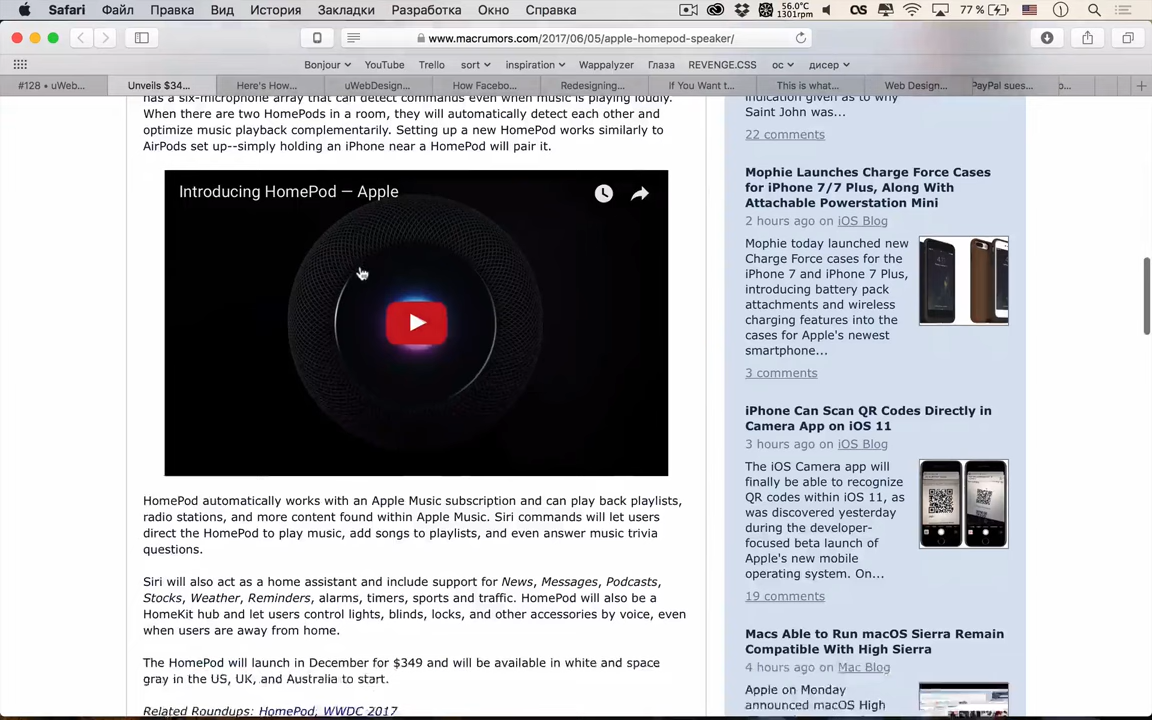 Safari Файл Правка Вид История Закладки Разработка Окно Справка 56.0°C 1301rpm 77 %
www.macrumors.com/2017/06/05/apple-homepod-speaker/
Bonjour YouTube Trello sort inspiration Wappalyzer Глаза REVENGE.CSS ос дисер
#128 • uWeb... Unveils $34... Here's How... uWebDesign... How Facebo... Redesigning... If You Want t... This is what... Web Design... PayPal sues...
has a six-microphone array that can detect commands even when music is playing loudly.
When there are two HomePods in a room, they will automatically detect each other and
optimize music playback complementarily. Setting up a new HomePod works similarly to
AirPods set up--simply holding an iPhone near a HomePod will pair it.
Introducing HomePod — Apple
HomePod automatically works with an Apple Music subscription and can play back playlists,
radio stations, and more content found within Apple Music. Siri commands will let users
direct the HomePod to play music, add songs to playlists, and even answer music trivia
questions.
Siri will also act as a home assistant and include support for News, Messages, Podcasts,
Stocks, Weather, Reminders, alarms, timers, sports and traffic. HomePod will also be a
HomeKit hub and let users control lights, blinds, locks, and other accessories by voice, even
when users are away from home.
The HomePod will launch in December for $349 and will be available in white and space
gray in the US, UK, and Australia to start.
Related Roundups: HomePod, WWDC 2017
indication given as to why
Saint John was...
22 comments
Mophie Launches Charge Force Cases
for iPhone 7/7 Plus, Along With
Attachable Powerstation Mini
2 hours ago on iOS Blog
Mophie today launched new
Charge Force cases for the
iPhone 7 and iPhone 7 Plus,
introducing battery pack
attachments and wireless
charging features into the
cases for Apple's newest
smartphone...
3 comments
iPhone Can Scan QR Codes Directly in
Camera App on iOS 11
3 hours ago on iOS Blog
The iOS Camera app will
finally be able to recognize
QR codes within iOS 11, as
was discovered yesterday
during the developer-
focused beta launch of
Apple's new mobile
operating system. On...
19 comments
Macs Able to Run macOS Sierra Remain
Compatible With High Sierra
4 hours ago on Mac Blog
Apple on Monday
announced macOS High